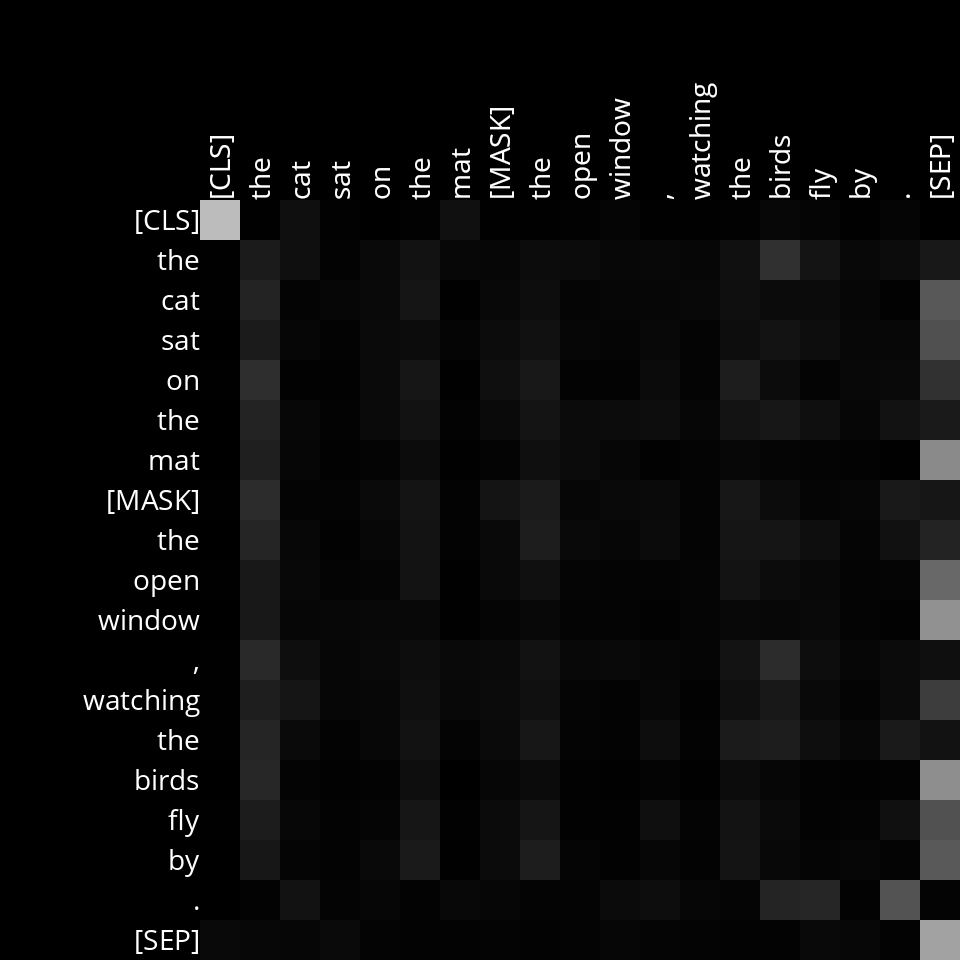 [CLS] the cat sat on the mat [MASK] the open window , watching the birds fly by . [SEP]
[CLS]
the
cat
sat
on
the
mat
[MASK]
the
open
window
,
watching
the
birds
fly
by
.
[SEP]